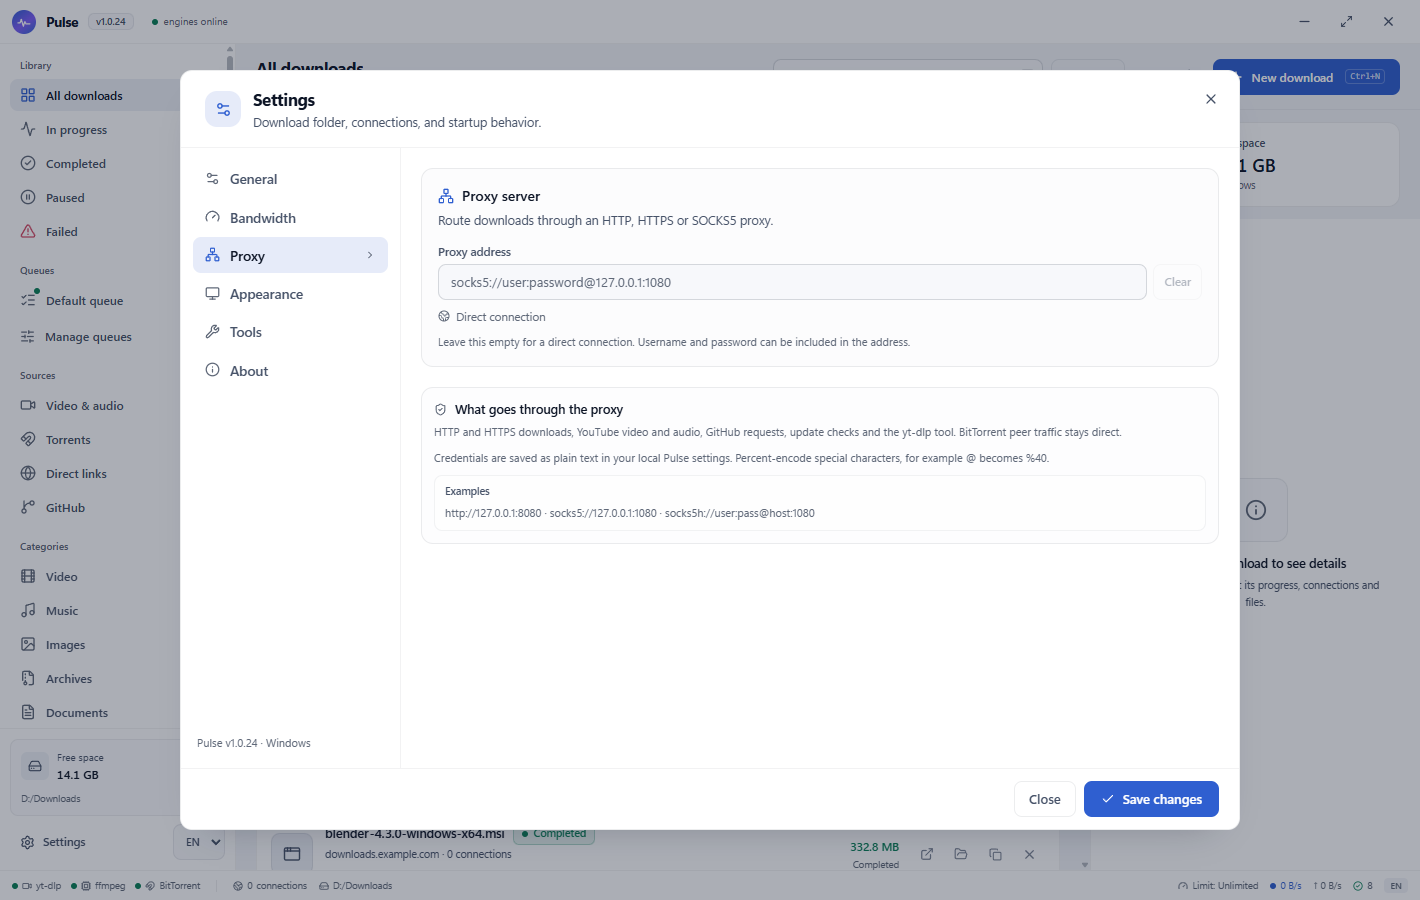 Pulse
v1.0.24
engines online
Library
All downloads
In progress
Completed
Paused
Failed
Queues
Default queue
Manage queues
Sources
Video & audio
Torrents
Direct links
GitHub
Categories
Video
Music
Images
Archives
Documents
Free space
14.1 GB
D:/Downloads
Settings
EN
All downloads
New download
Ctrl+N
Settings
Download folder, connections, and startup behavior.
General
Bandwidth
Proxy
Appearance
Tools
About
Pulse v1.0.24 · Windows
Proxy server
Route downloads through an HTTP, HTTPS or SOCKS5 proxy.
Proxy address
socks5://user:password@127.0.0.1:1080
Clear
Direct connection
Leave this empty for a direct connection. Username and password can be included in the address.
What goes through the proxy
HTTP and HTTPS downloads, YouTube video and audio, GitHub requests, update checks and the yt-dlp tool. BitTorrent peer traffic stays direct.
Credentials are saved as plain text in your local Pulse settings. Percent-encode special characters, for example @ becomes %40.
Examples
http://127.0.0.1:8080 · socks5://127.0.0.1:1080 · socks5h://user:pass@host:1080
Close
Save changes
space
1 GB
ows
nload to see details
its progress, connections and
files.
blender-4.3.0-windows-x64.msi
Completed
downloads.example.com · 0 connections
332.8 MB
Completed
yt-dlp
ffmpeg
BitTorrent
0 connections
D:/Downloads
Limit: Unlimited
0 B/s
↑ 0 B/s
8
EN